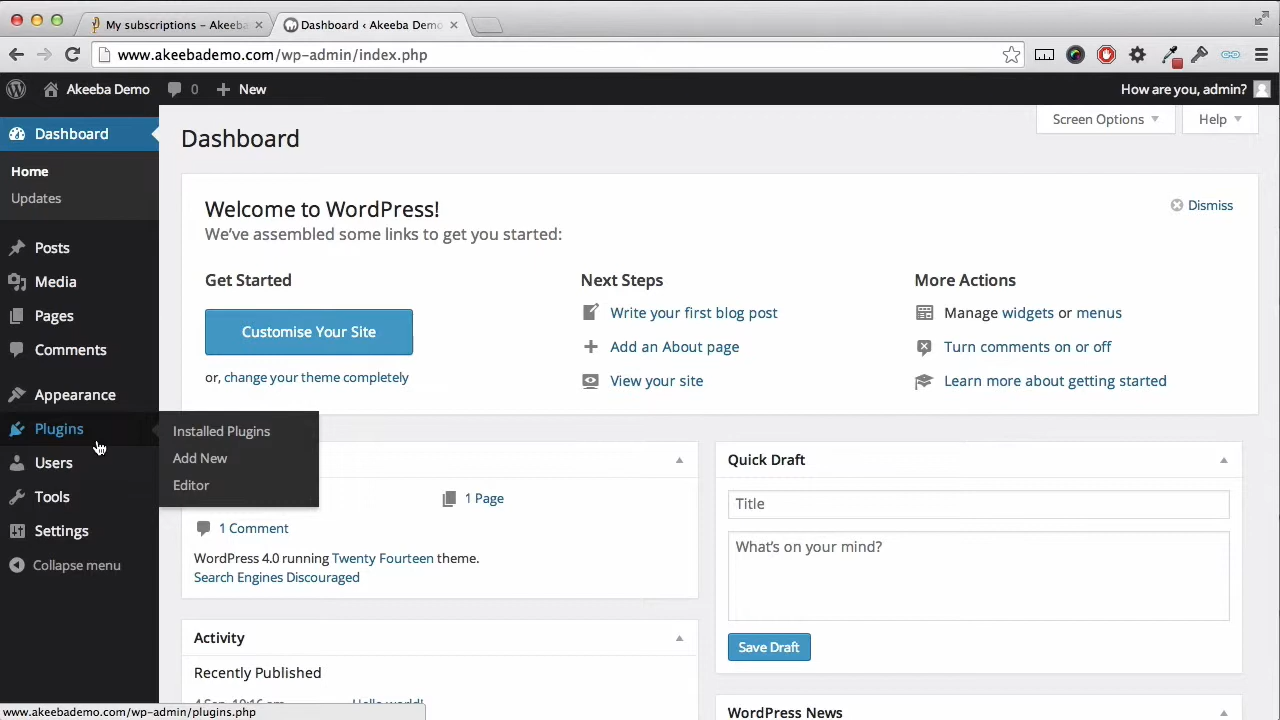 My subscriptions – Akeeba
Dashboard ‹ Akeeba Demo
www.akeebademo.com/wp-admin/index.php
Akeeba Demo
0
New
How are you, admin?
Dashboard
Home
Updates
Posts
Media
Pages
Comments
Appearance
Plugins
Users
Tools
Settings
Collapse menu
Installed Plugins
Add New
Editor
Dashboard
Screen Options
Help
Welcome to WordPress!
We've assembled some links to get you started:
Dismiss
Get Started
Customise Your Site
or, change your theme completely
Next Steps
Write your first blog post
Add an About page
View your site
More Actions
Manage widgets or menus
Turn comments on or off
Learn more about getting started
1 Page
1 Comment
WordPress 4.0 running Twenty Fourteen theme.
Search Engines Discouraged
Activity
Recently Published
Hello world!
Quick Draft
Title
What's on your mind?
Save Draft
WordPress News
www.akeebademo.com/wp-admin/plugins.php